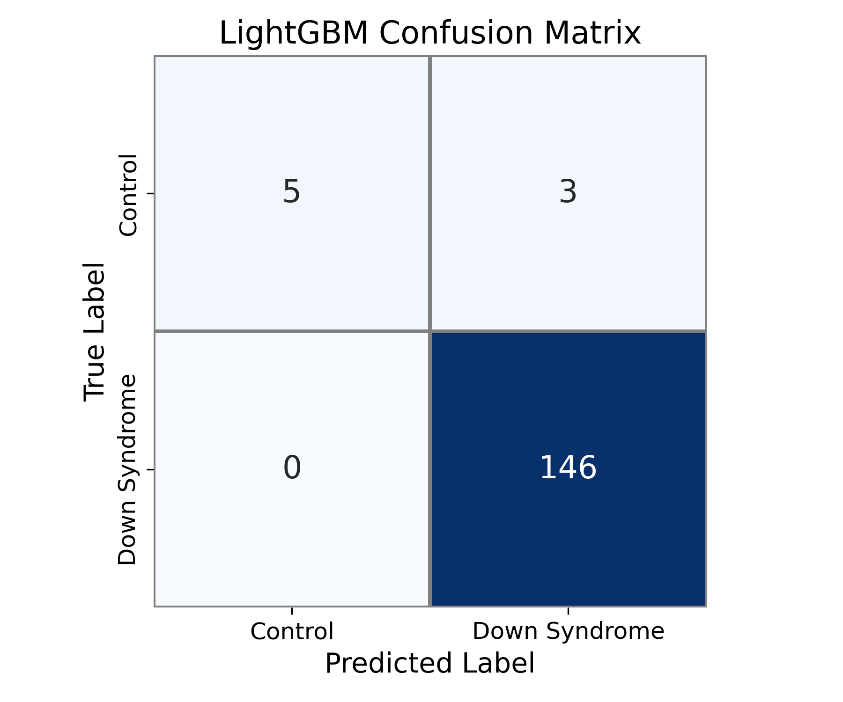 LightGBM Confusion Matrix
True Label
Control
5 3
Down Syndrome
0 146
Control Down Syndrome
Predicted Label